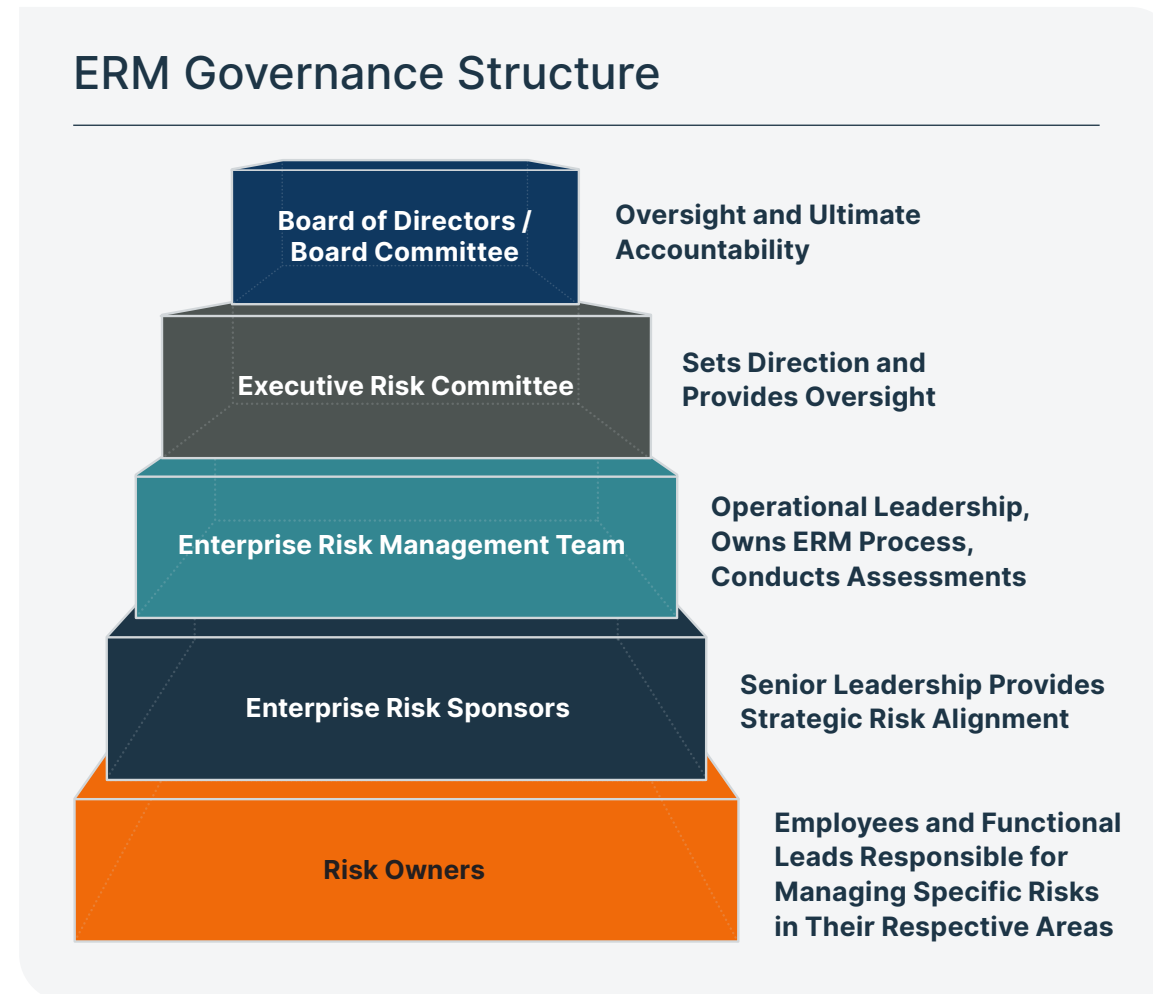 ERM Governance Structure
Board of Directors /
Board Committee
Oversight and Ultimate
Accountability
Executive Risk Committee
Sets Direction and
Provides Oversight
Enterprise Risk Management Team
Operational Leadership,
Owns ERM Process,
Conducts Assessments
Enterprise Risk Sponsors
Senior Leadership Provides
Strategic Risk Alignment
Risk Owners
Employees and Functional
Leads Responsible for
Managing Specific Risks
in Their Respective Areas